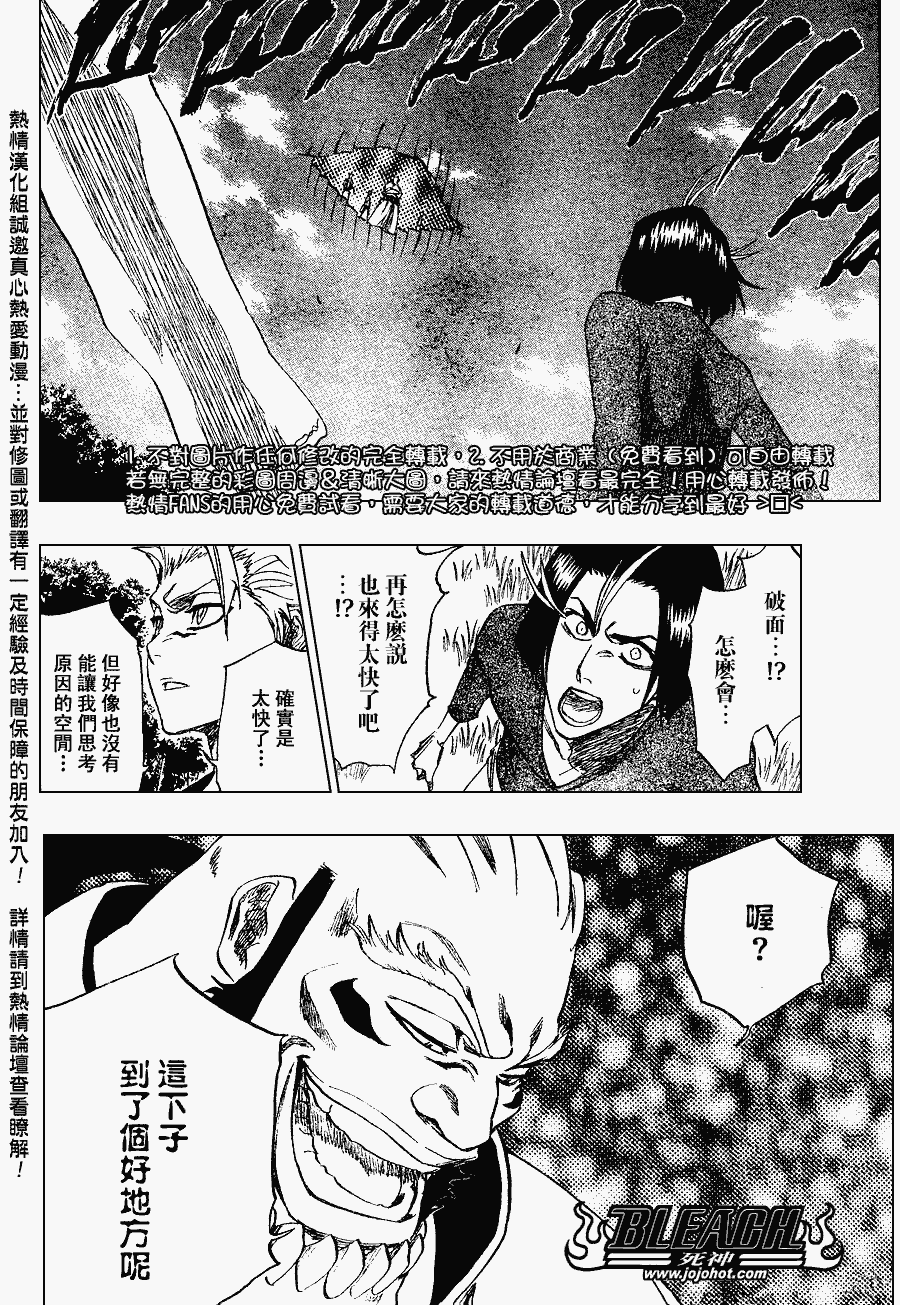 熱情漢化組誠邀真心熱愛動漫…並對修圖或翻譯有一定經驗及時間保障的朋友加入！ 詳情請到熱情論壇查看瞭解！
1. 不對圖片作任何修改的完全轉載，2. 不用於商業（免費看到）可自由轉載
若無完整的彩圖周邊&清晰大圖，請來熱情論壇看最完全！用心轉載發佈！
熱情FANS的用心免費試看，需要大家的轉載道德，才能分享到最好 >口<
破面…!?
怎麼會…
再怎麼說
也來得太快了吧
…!?
確實是
太快了…
但好像也沒有
能讓我們思考
原因的空閒…
喔？
這下子
到了個好地方呢
BLEACH
死神
www.jojohot.com